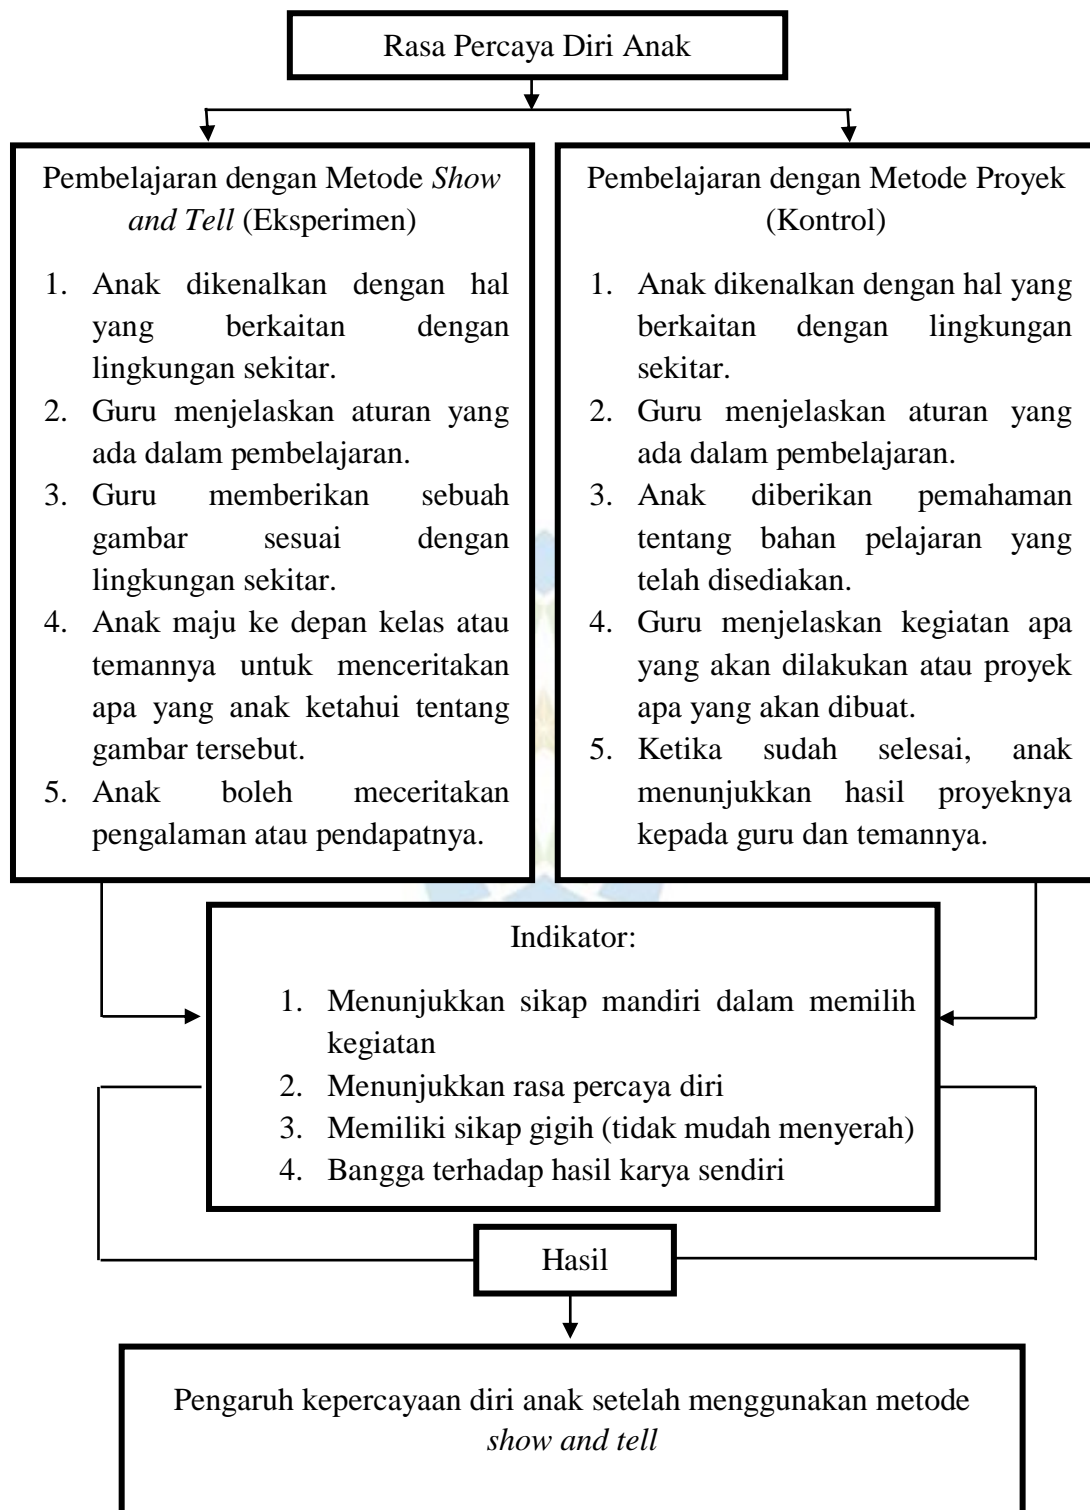 Rasa Percaya Diri Anak
Pembelajaran dengan Metode Show
and Tell (Eksperimen)
1. Anak dikenalkan dengan hal
yang berkaitan dengan
lingkungan sekitar.
2. Guru menjelaskan aturan yang
ada dalam pembelajaran.
3. Guru memberikan sebuah
gambar sesuai dengan
lingkungan sekitar.
4. Anak maju ke depan kelas atau
temannya untuk menceritakan
apa yang anak ketahui tentang
gambar tersebut.
5. Anak boleh meceritakan
pengalaman atau pendapatnya.
Pembelajaran dengan Metode Proyek
(Kontrol)
1. Anak dikenalkan dengan hal yang
berkaitan dengan lingkungan
sekitar.
2. Guru menjelaskan aturan yang
ada dalam pembelajaran.
3. Anak diberikan pemahaman
tentang bahan pelajaran yang
telah disediakan.
4. Guru menjelaskan kegiatan apa
yang akan dilakukan atau proyek
apa yang akan dibuat.
5. Ketika sudah selesai, anak
menunjukkan hasil proyeknya
kepada guru dan temannya.
Indikator:
1. Menunjukkan sikap mandiri dalam memilih
kegiatan
2. Menunjukkan rasa percaya diri
3. Memiliki sikap gigih (tidak mudah menyerah)
4. Bangga terhadap hasil karya sendiri
Hasil
Pengaruh kepercayaan diri anak setelah menggunakan metode
show and tell